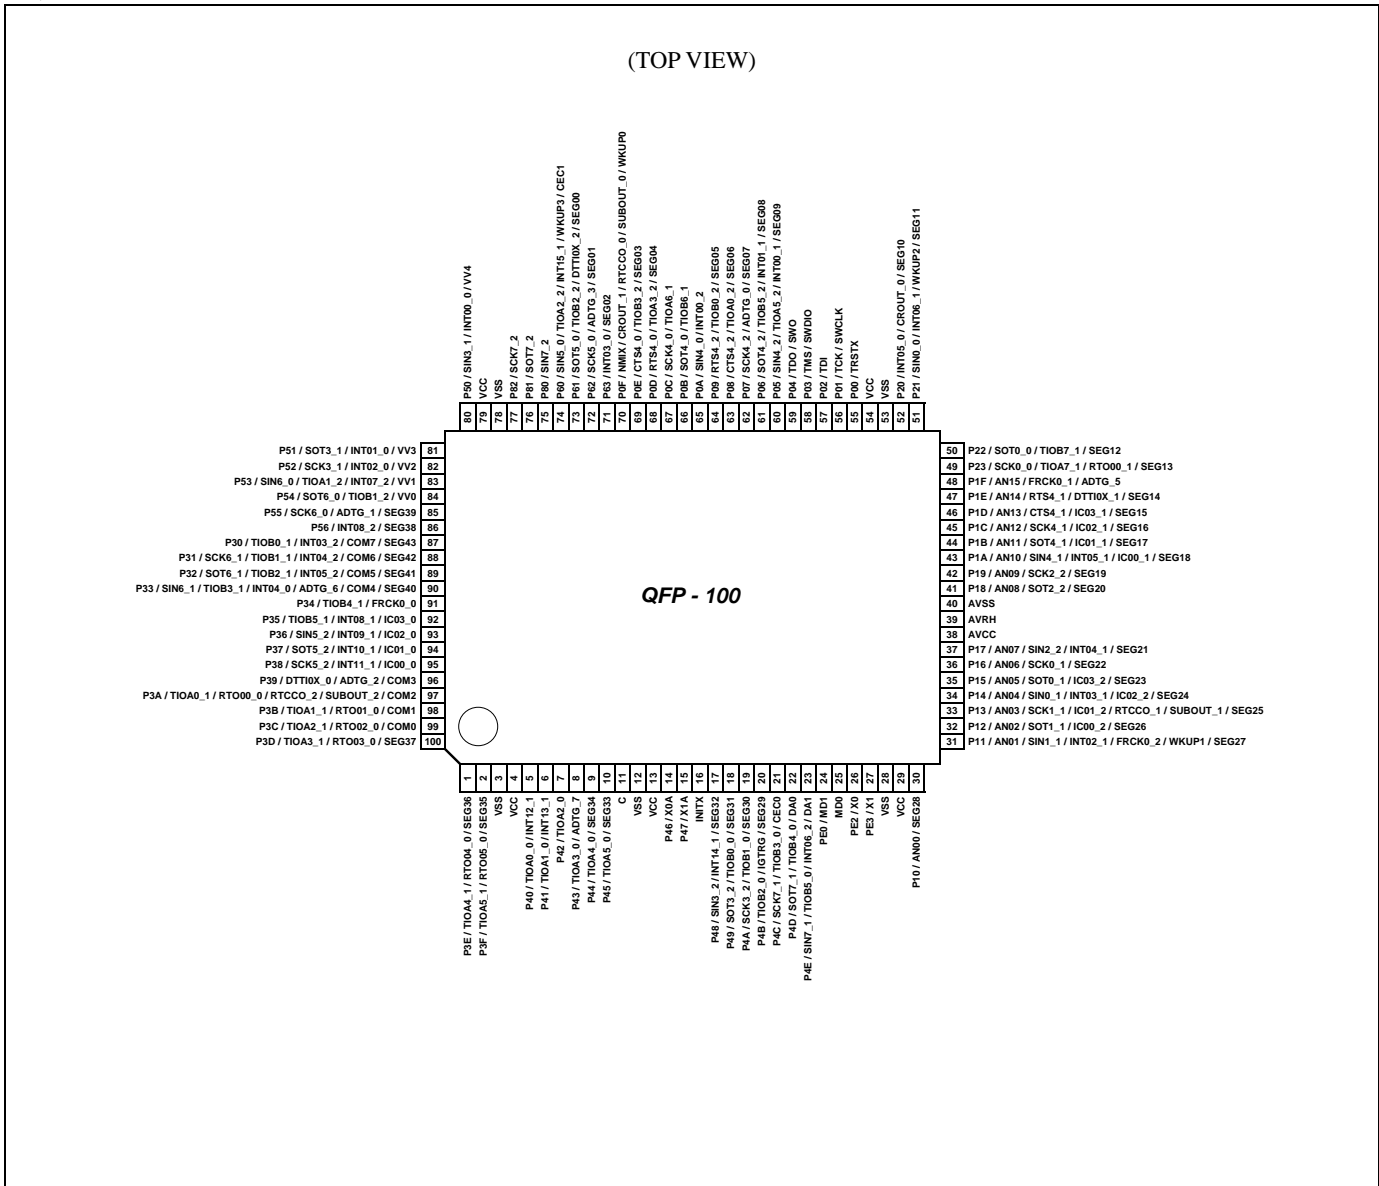 (TOP VIEW)
P50 / SIN3_1 / INT00_0 / VV4
VCC
VSS
P82 / SCK7_2
P81 / SOT7_2
P80 / SIN7_2
P60 / SIN5_0 / TIOA2_2 / INT15_1 / WKUP3 / CEC1
P61 / SOT5_0 / TIOB2_2 / DTTI0X_2 / SEG00
P62 / SCK5_0 / ADTG_3 / SEG01
P63 / INT03_0 / SEG02
P0F / NMIX / CROUT_1 / RTCCO_0 / SUBOUT_0 / WKUP0
P0E / CTS4_0 / TIOB3_2 / SEG03
P0D / RTS4_0 / TIOA3_2 / SEG04
P0C / SCK4_0 / TIOA6_1
P0B / SOT4_0 / TIOB6_1
P0A / SIN4_0 / INT00_2
P09 / RTS4_2 / TIOB0_2 / SEG05
P08 / CTS4_2 / TIOA0_2 / SEG06
P07 / SCK4_2 / ADTG_0 / SEG07
P06 / SOT4_2 / TIOB5_2 / INT01_1 / SEG08
P05 / SIN4_2 / TIOA5_2 / INT00_1 / SEG09
P04 / TDO / SWO
P03 / TMS / SWDIO
P02 / TDI
P01 / TCK / SWCLK
P00 / TRSTX
VCC
VSS
P20 / INT05_0 / CROUT_0 / SEG10
P21 / SIN0_0 / INT06_1 / WKUP2 / SEG11
80 79 78 77 76 75 74 73 72 71 70 69 68 67 66 65 64 63 62 61 60 59 58 57 56 55 54 53 52 51
P51 / SOT3_1 / INT01_0 / VV3 81
P52 / SCK3_1 / INT02_0 / VV2 82
P53 / SIN6_0 / TIOA1_2 / INT07_2 / VV1 83
P54 / SOT6_0 / TIOB1_2 / VV0 84
P55 / SCK6_0 / ADTG_1 / SEG39 85
P56 / INT08_2 / SEG38 86
P30 / TIOB0_1 / INT03_2 / COM7 / SEG43 87
P31 / SCK6_1 / TIOB1_1 / INT04_2 / COM6 / SEG42 88
P32 / SOT6_1 / TIOB2_1 / INT05_2 / COM5 / SEG41 89
P33 / SIN6_1 / TIOB3_1 / INT04_0 / ADTG_6 / COM4 / SEG40 90
P34 / TIOB4_1 / FRCK0_0 91
P35 / TIOB5_1 / INT08_1 / IC03_0 92
P36 / SIN5_2 / INT09_1 / IC02_0 93
P37 / SOT5_2 / INT10_1 / IC01_0 94
P38 / SCK5_2 / INT11_1 / IC00_0 95
P39 / DTTI0X_0 / ADTG_2 / COM3 96
P3A / TIOA0_1 / RTO00_0 / RTCCO_2 / SUBOUT_2 / COM2 97
P3B / TIOA1_1 / RTO01_0 / COM1 98
P3C / TIOA2_1 / RTO02_0 / COM0 99
P3D / TIOA3_1 / RTO03_0 / SEG37 100
QFP - 100
50 P22 / SOT0_0 / TIOB7_1 / SEG12
49 P23 / SCK0_0 / TIOA7_1 / RTO00_1 / SEG13
48 P1F / AN15 / FRCK0_1 / ADTG_5
47 P1E / AN14 / RTS4_1 / DTTI0X_1 / SEG14
46 P1D / AN13 / CTS4_1 / IC03_1 / SEG15
45 P1C / AN12 / SCK4_1 / IC02_1 / SEG16
44 P1B / AN11 / SOT4_1 / IC01_1 / SEG17
43 P1A / AN10 / SIN4_1 / INT05_1 / IC00_1 / SEG18
42 P19 / AN09 / SCK2_2 / SEG19
41 P18 / AN08 / SOT2_2 / SEG20
40 AVSS
39 AVRH
38 AVCC
37 P17 / AN07 / SIN2_2 / INT04_1 / SEG21
36 P16 / AN06 / SCK0_1 / SEG22
35 P15 / AN05 / SOT0_1 / IC03_2 / SEG23
34 P14 / AN04 / SIN0_1 / INT03_1 / IC02_2 / SEG24
33 P13 / AN03 / SCK1_1 / IC01_2 / RTCCO_1 / SUBOUT_1 / SEG25
32 P12 / AN02 / SOT1_1 / IC00_2 / SEG26
31 P11 / AN01 / SIN1_1 / INT02_1 / FRCK0_2 / WKUP1 / SEG27
1 2 3 4 5 6 7 8 9 10 11 12 13 14 15 16 17 18 19 20 21 22 23 24 25 26 27 28 29 30
P3E / TIOA4_1 / RTO04_0 / SEG36
P3F / TIOA5_1 / RTO05_0 / SEG35
VSS
VCC
P40 / TIOA0_0 / INT12_1
P41 / TIOA1_0 / INT13_1
P42 / TIOA2_0
P43 / TIOA3_0 / ADTG_7
P44 / TIOA4_0 / SEG34
P45 / TIOA5_0 / SEG33
C
VSS
VCC
P46 / X0A
P47 / X1A
INITX
P48 / SIN3_2 / INT14_1 / SEG32
P49 / SOT3_2 / TIOB0_0 / SEG31
P4A / SCK3_2 / TIOB1_0 / SEG30
P4B / TIOB2_0 / IGTRG / SEG29
P4C / SCK7_1 / TIOB3_0 / CEC0
P4D / SOT7_1 / TIOB4_0 / DA0
P4E / SIN7_1 / TIOB5_0 / INT06_2 / DA1
PE0 / MD1
MD0
PE2 / X0
PE3 / X1
VSS
VCC
P10 / AN00 / SEG28